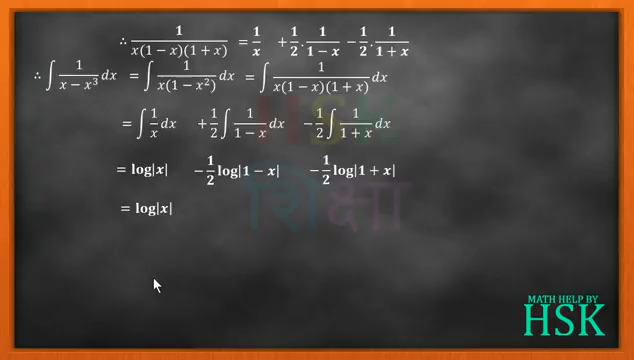 ∴ 1/(x(1−x)(1+x)) = 1/x + 1/2 . 1/(1−x) − 1/2 . 1/(1+x)
∴ ∫ 1/(x−x³) dx = ∫ 1/(x(1−x²)) dx = ∫ 1/(x(1−x)(1+x)) dx
= ∫ 1/x dx + 1/2 ∫ 1/(1−x) dx − 1/2 ∫ 1/(1+x) dx
= log|x| − 1/2 log|1−x| − 1/2 log|1+x|
= log|x|
HSK
शिक्षा
MATH HELP BY
HSK